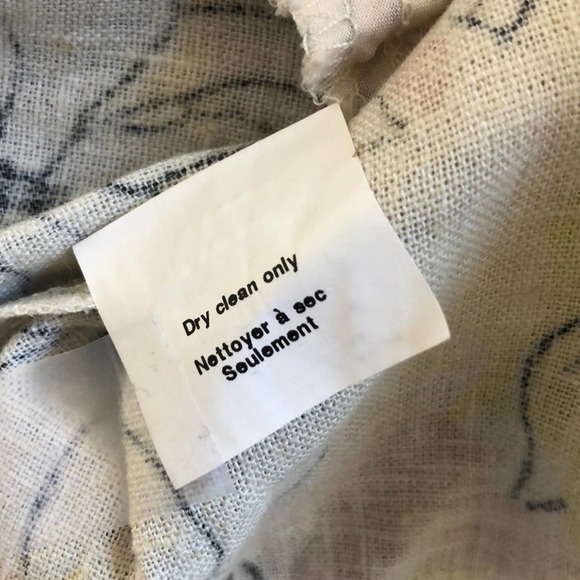 Dry clean only
Nettoyer à sec
Seulement